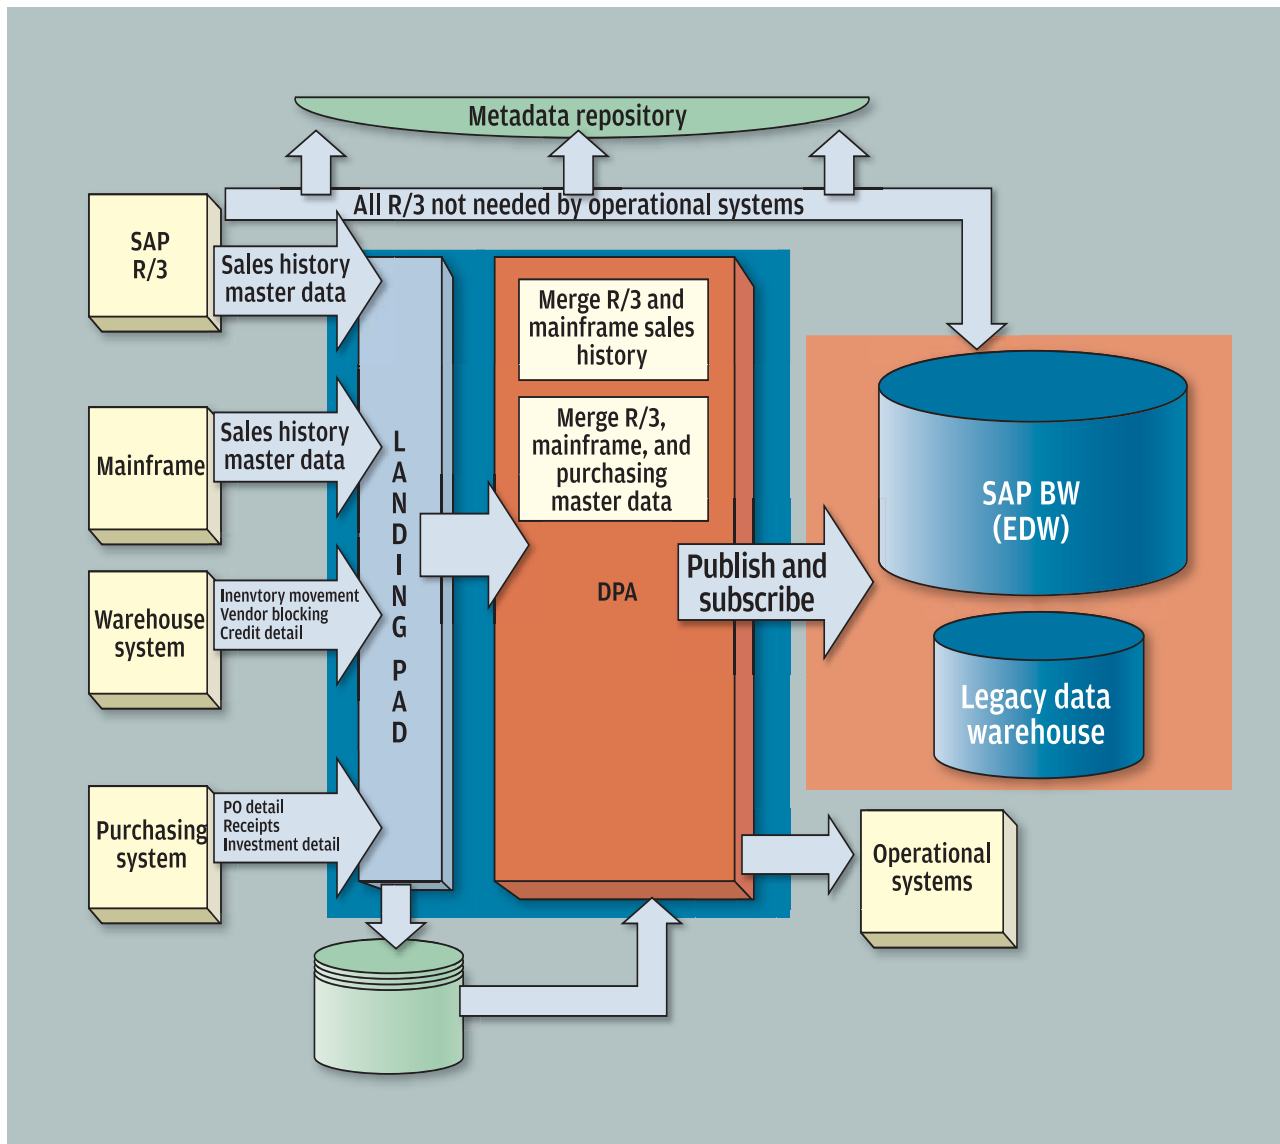 Metadata repository
All R/3 not needed by operational systems
SAP
R/3
Sales history
master data
Mainframe
Sales history
master data
Warehouse
system
Inenvtory movement
Vendor blocking
Credit detail
Purchasing
system
PO detail
Receipts
Investment detail
LANDING PAD
Merge R/3 and
mainframe sales
history
Merge R/3,
mainframe, and
purchasing
master data
DPA
Publish and
subscribe
SAP BW
(EDW)
Legacy data
warehouse
Operational
systems